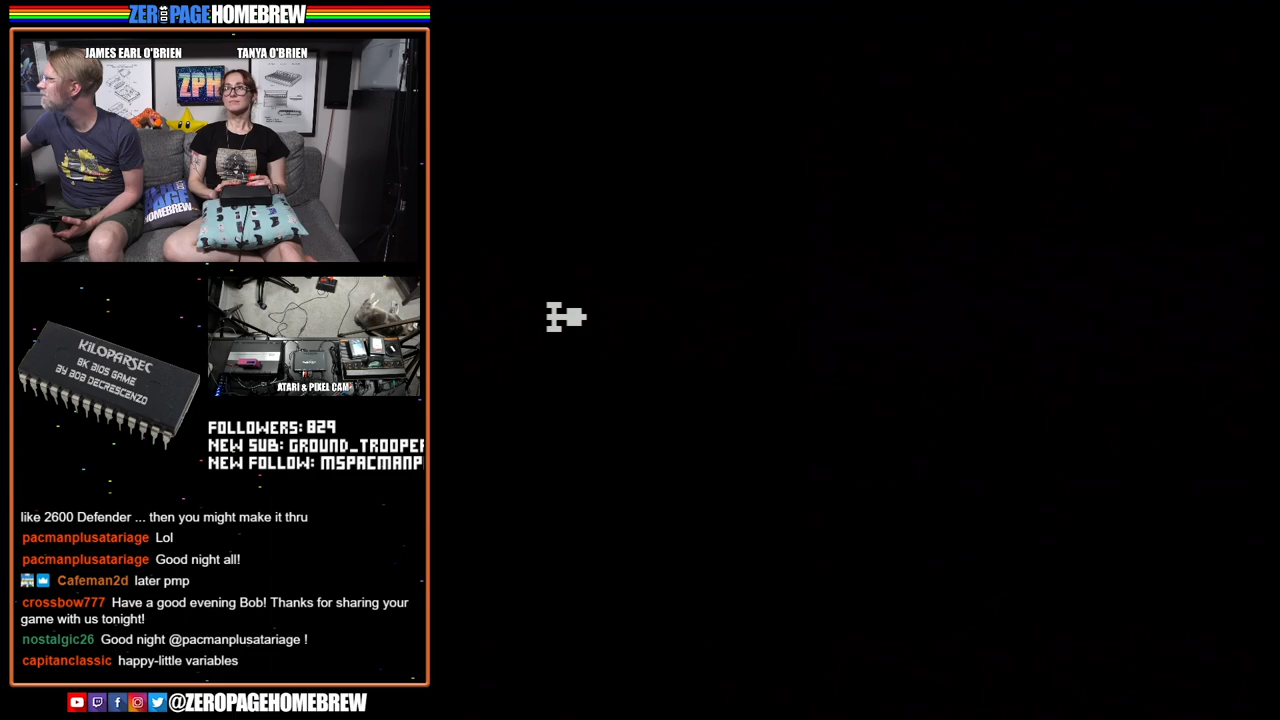 ZEROPAGE HOMEBREW
JAMES EARL O'BRIEN
TANYA O'BRIEN
ZPH
HOMEBREW
KILOPARSEC
8K BIOS GAME
BY BOB DECRESCENZO
ATARI & PIXEL CAM
FOLLOWERS: 829
NEW SUB: GROUND_TROOPER
NEW FOLLOW: MSPACMANP
like 2600 Defender ... then you might make it thru
pacmanplusatariage Lol
pacmanplusatariage Good night all!
Cafeman2d later pmp
crossbow777 Have a good evening Bob! Thanks for sharing your
game with us tonight!
nostalgic26 Good night @pacmanplusatariage !
capitanclassic happy-little variables
@ZEROPAGEHOMEBREW